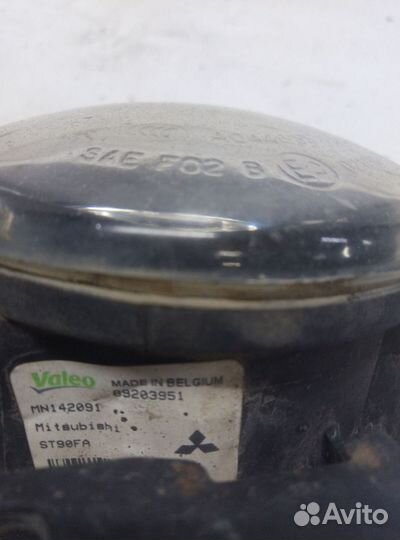 SAE F02 B
Valeo MADE IN BELGIUM
89203951
MN142091
Mitsubishi
ST90FA
Avito